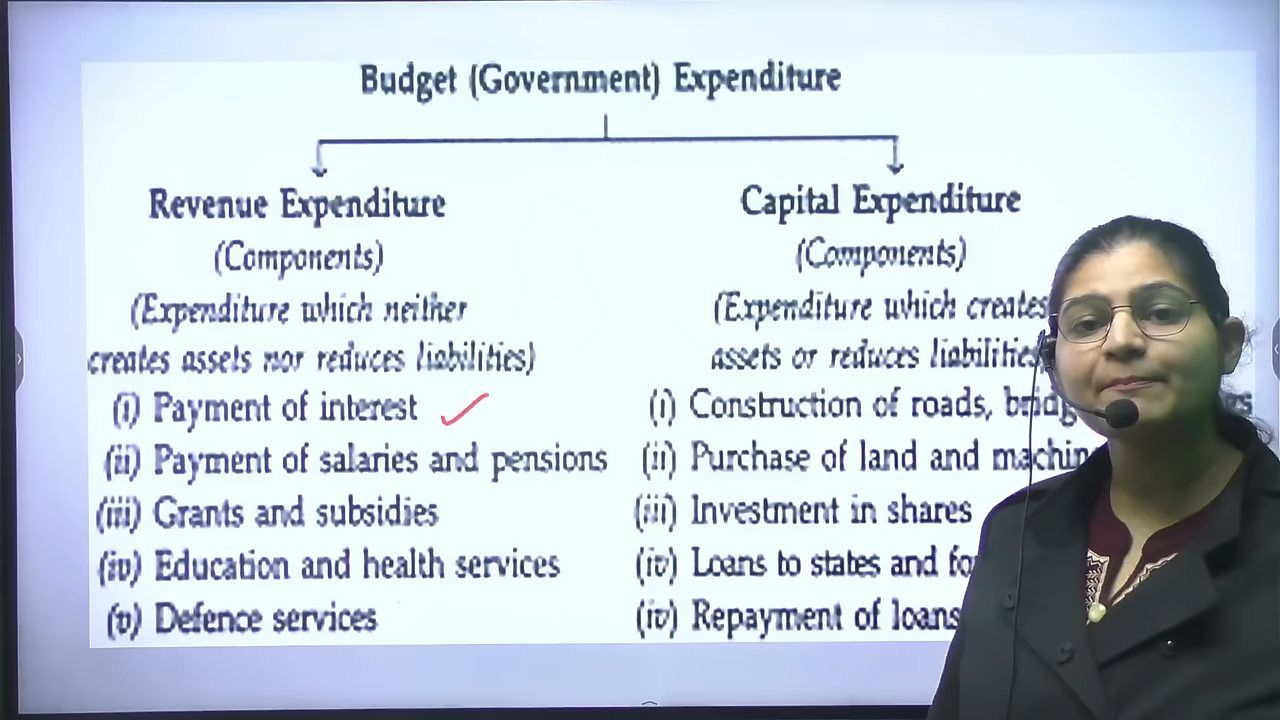 Budget (Government) Expenditure
Revenue Expenditure
(Components)
(Expenditure which neither
creates assets nor reduces liabilities)
(i) Payment of interest
(ii) Payment of salaries and pensions
(iii) Grants and subsidies
(iv) Education and health services
(v) Defence services
Capital Expenditure
(Components)
(Expenditure which creates
assets or reduces liabilities
(i) Construction of roads,
(ii) Purchase of land and
(iii) Investment in shares
(iv) Loans to states and
(iv) Repayment of loans